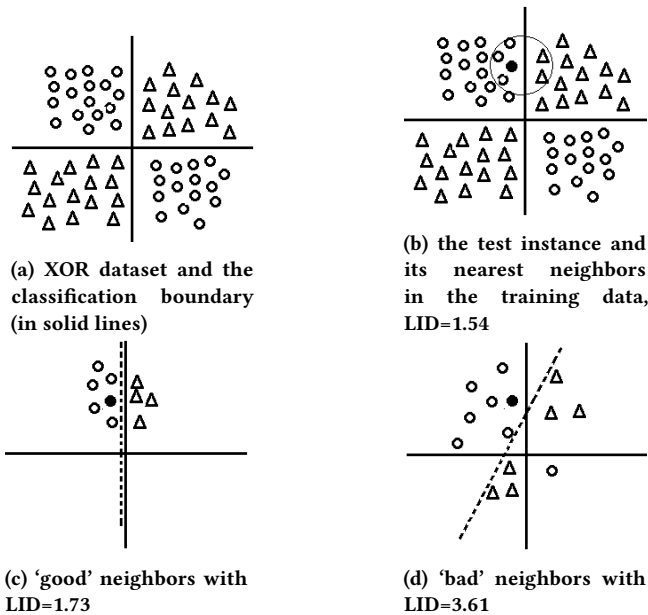 (a) XOR dataset and the
classification boundary
(in solid lines)
(b) the test instance and
its nearest neighbors
in the training data,
LID=1.54
(c) ‘good’ neighbors with
LID=1.73
(d) ‘bad’ neighbors with
LID=3.61